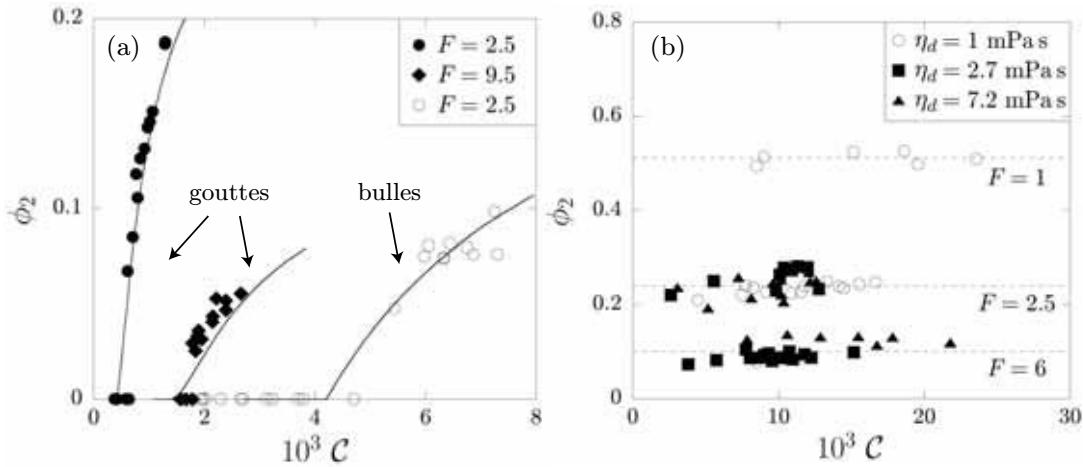 (a)
F = 2.5
F = 9.5
F = 2.5
gouttes
bulles
ϕ₂
0.2
0.1
0
2
4
6
8
10³ C
(b)
η_d = 1 mPa s
η_d = 2.7 mPa s
η_d = 7.2 mPa s
F = 1
F = 2.5
F = 6
ϕ₂
0.8
0.6
0.4
0.2
0
0
10
20
30
10³ C